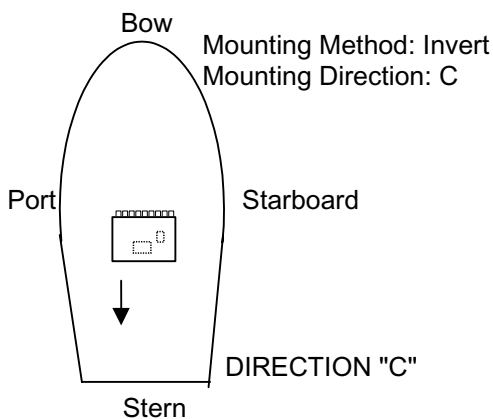 Bow
Mounting Method: Invert
Mounting Direction: C
Port
Starboard
DIRECTION "C"
Stern